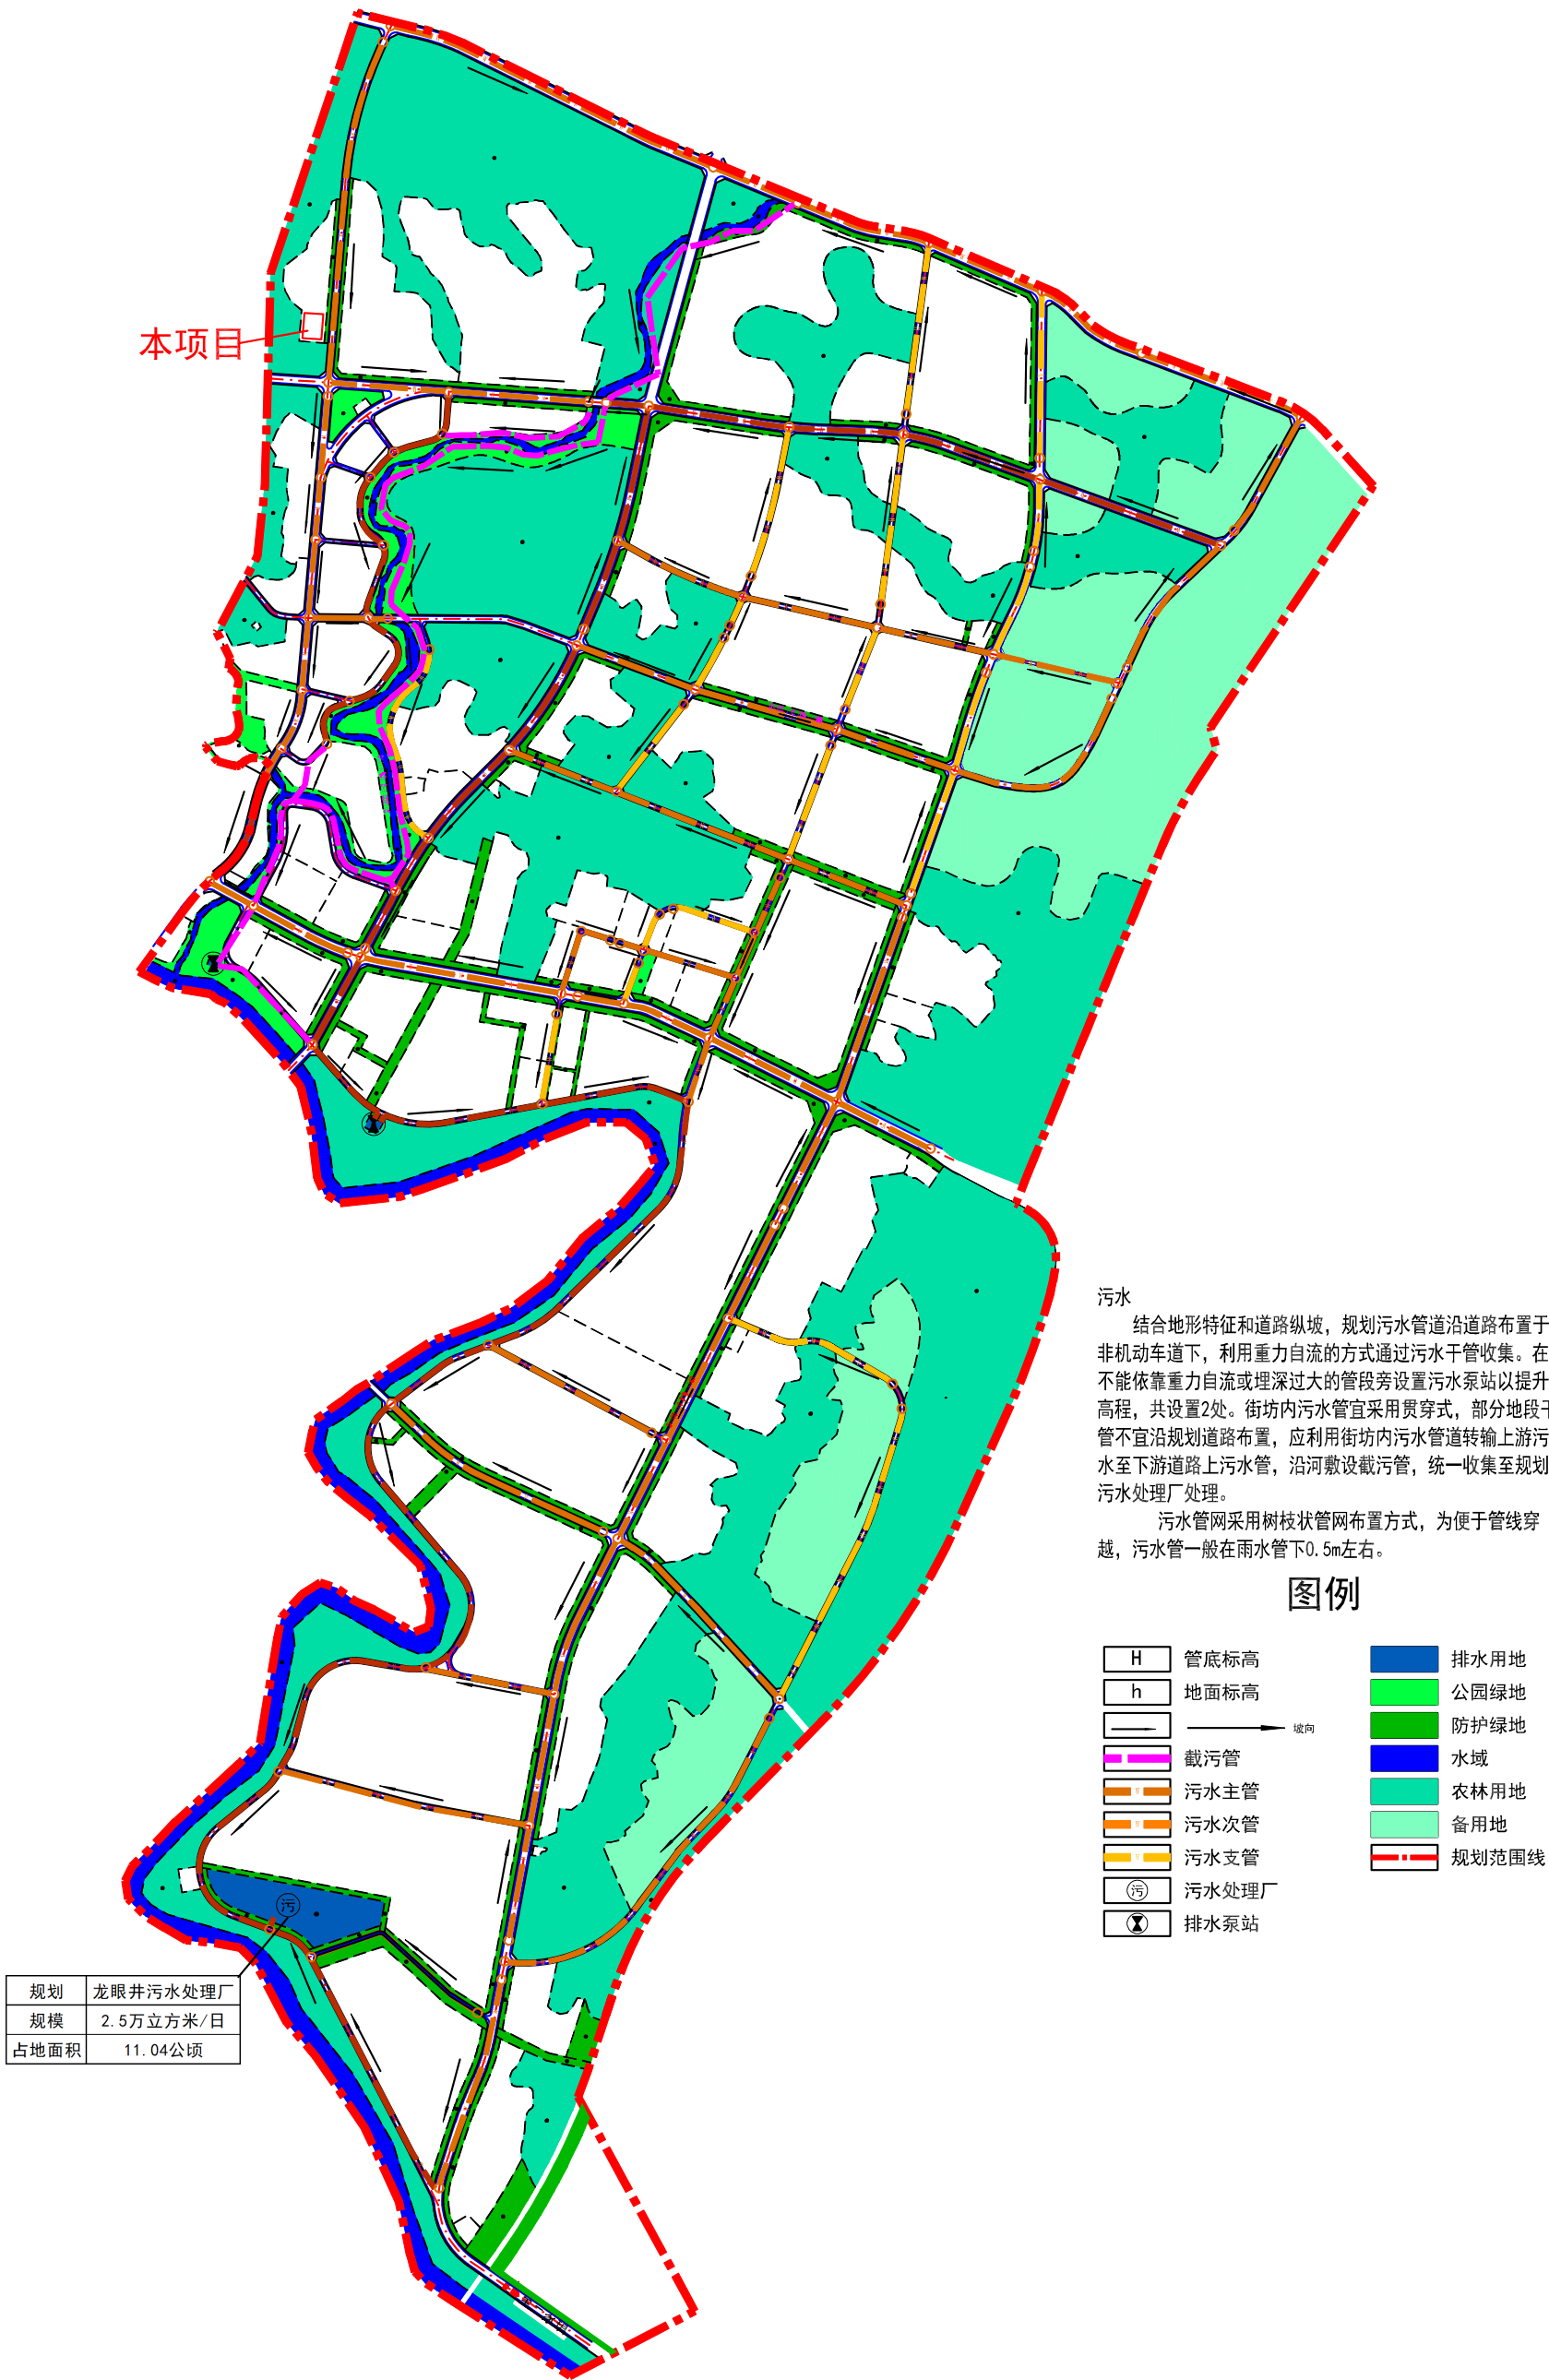 本项目
污水
结合地形特征和道路纵坡，规划污水管道沿道路布置于
非机动车道下，利用重力自流的方式通过污水干管收集。在
不能依靠重力自流或埋深过大的管段旁设置污水泵站以提升
高程，共设置2处。街坊内污水管宜采用贯穿式，部分地段干
管不宜沿规划道路布置，应利用街坊内污水管道转输上游污
水至下游道路上污水管，沿河敷设截污管，统一收集至规划
污水处理厂处理。
污水管网采用树枝状管网布置方式，为便于管线穿
越，污水管一般在雨水管下0.5m左右。
图例
H 管底标高
h 地面标高
坡向
截污管
污水主管
污水次管
污水支管
污 污水处理厂
排水泵站
排水用地
公园绿地
防护绿地
水域
农林用地
备用地
规划范围线
污
规划 龙眼井污水处理厂
规模 2.5万立方米/日
占地面积 11.04公顷